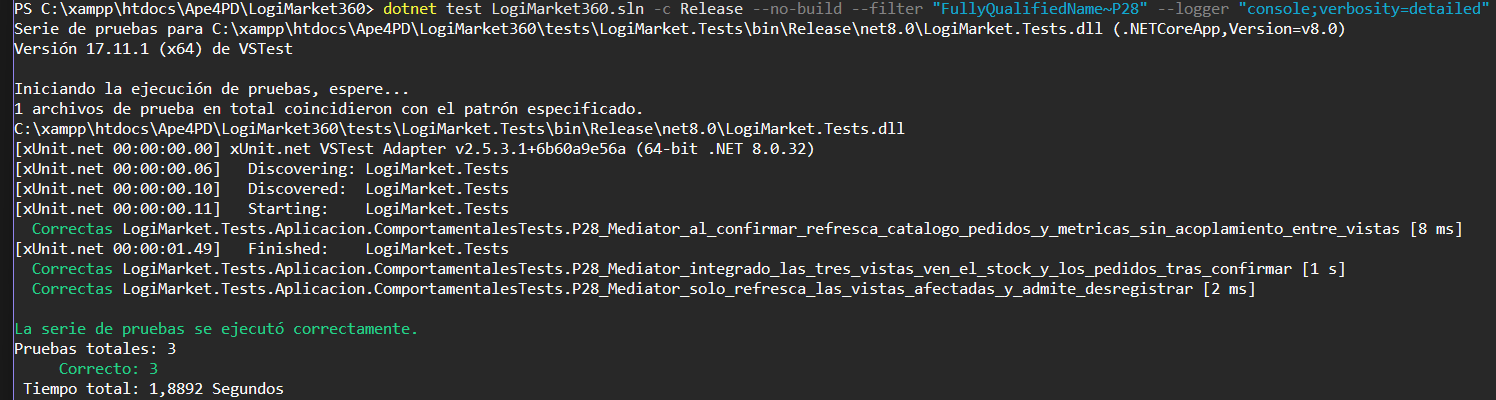 PS C:\xampp\htdocs\Ape4PD\LogiMarket360> dotnet test LogiMarket360.sln -c Release --no-build --filter "FullyQualifiedName~P28" --logger "console;verbosity=detailed"
Serie de pruebas para C:\xampp\htdocs\Ape4PD\LogiMarket360\tests\LogiMarket.Tests\bin\Release\net8.0\LogiMarket.Tests.dll (.NETCoreApp,Version=v8.0)
Versión 17.11.1 (x64) de VSTest
Iniciando la ejecución de pruebas, espere...
1 archivos de prueba en total coincidieron con el patrón especificado.
C:\xampp\htdocs\Ape4PD\LogiMarket360\tests\LogiMarket.Tests\bin\Release\net8.0\LogiMarket.Tests.dll
[xUnit.net 00:00:00.00] xUnit.net VSTest Adapter v2.5.3.1+6b60a9e56a (64-bit .NET 8.0.32)
[xUnit.net 00:00:00.06]   Discovering: LogiMarket.Tests
[xUnit.net 00:00:00.10]   Discovered:  LogiMarket.Tests
[xUnit.net 00:00:00.11]   Starting:    LogiMarket.Tests
  Correctas LogiMarket.Tests.Aplicacion.ComportamentalesTests.P28_Mediator_al_confirmar_refresca_catalogo_pedidos_y_metricas_sin_acoplamiento_entre_vistas [8 ms]
[xUnit.net 00:00:01.49]   Finished:    LogiMarket.Tests
  Correctas LogiMarket.Tests.Aplicacion.ComportamentalesTests.P28_Mediator_integrado_las_tres_vistas_ven_el_stock_y_los_pedidos_tras_confirmar [1 s]
  Correctas LogiMarket.Tests.Aplicacion.ComportamentalesTests.P28_Mediator_solo_refresca_las_vistas_afectadas_y_admite_desregistrar [2 ms]
La serie de pruebas se ejecutó correctamente.
Pruebas totales: 3
     Correcto: 3
 Tiempo total: 1,8892 Segundos